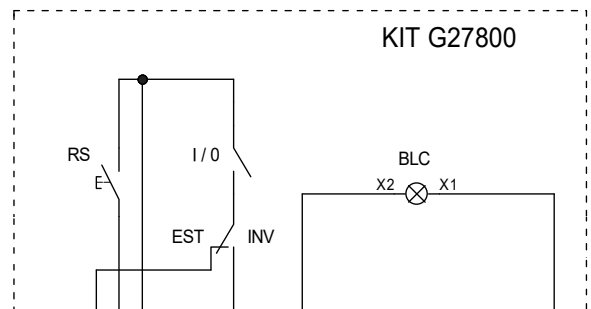 KIT G27800
RS
I / 0
BLC
X2
X1
EST
INV